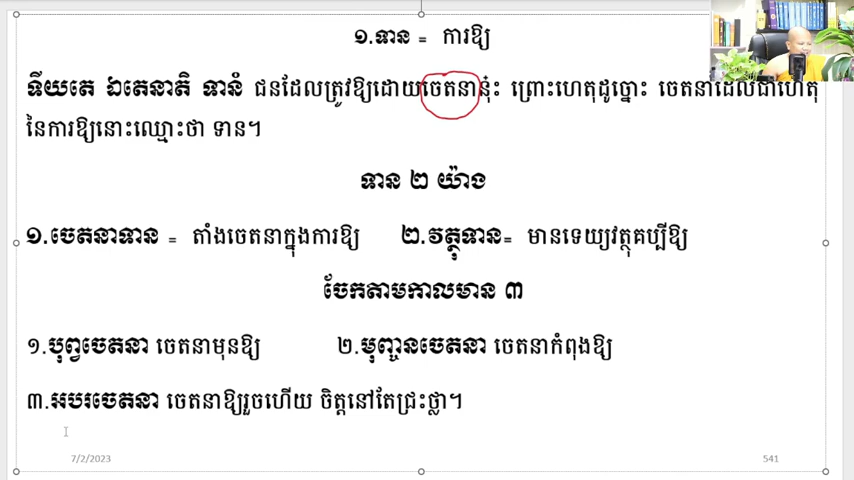 ១.ទាន = ការឱ្យ
ទីយតេ ឯតេនាតិ ទានំ ជនដែលត្រូវឱ្យដោយចេតនានុ៎ះ ព្រោះហេតុដូច្នោះ ចេតនាដែលជាហេតុ
នៃការឱ្យនោះឈ្មោះថា ទាន។
ទាន ២ យ៉ាង
១.ចេតនាទាន = តាំងចេតនាក្នុងការឱ្យ ២.វត្ថុទាន= មានទេយ្យវត្ថុគប្បីឱ្យ
ចែកតាមកាលមាន ៣
១.បុព្វចេតនា ចេតនាមុនឱ្យ ២.មុញ្ចនចេតនា ចេតនាកំពុងឱ្យ
៣.អបរចេតនា ចេតនាឱ្យរួចហើយ ចិត្តនៅតែជ្រះថ្លា។
7/2/2023 541